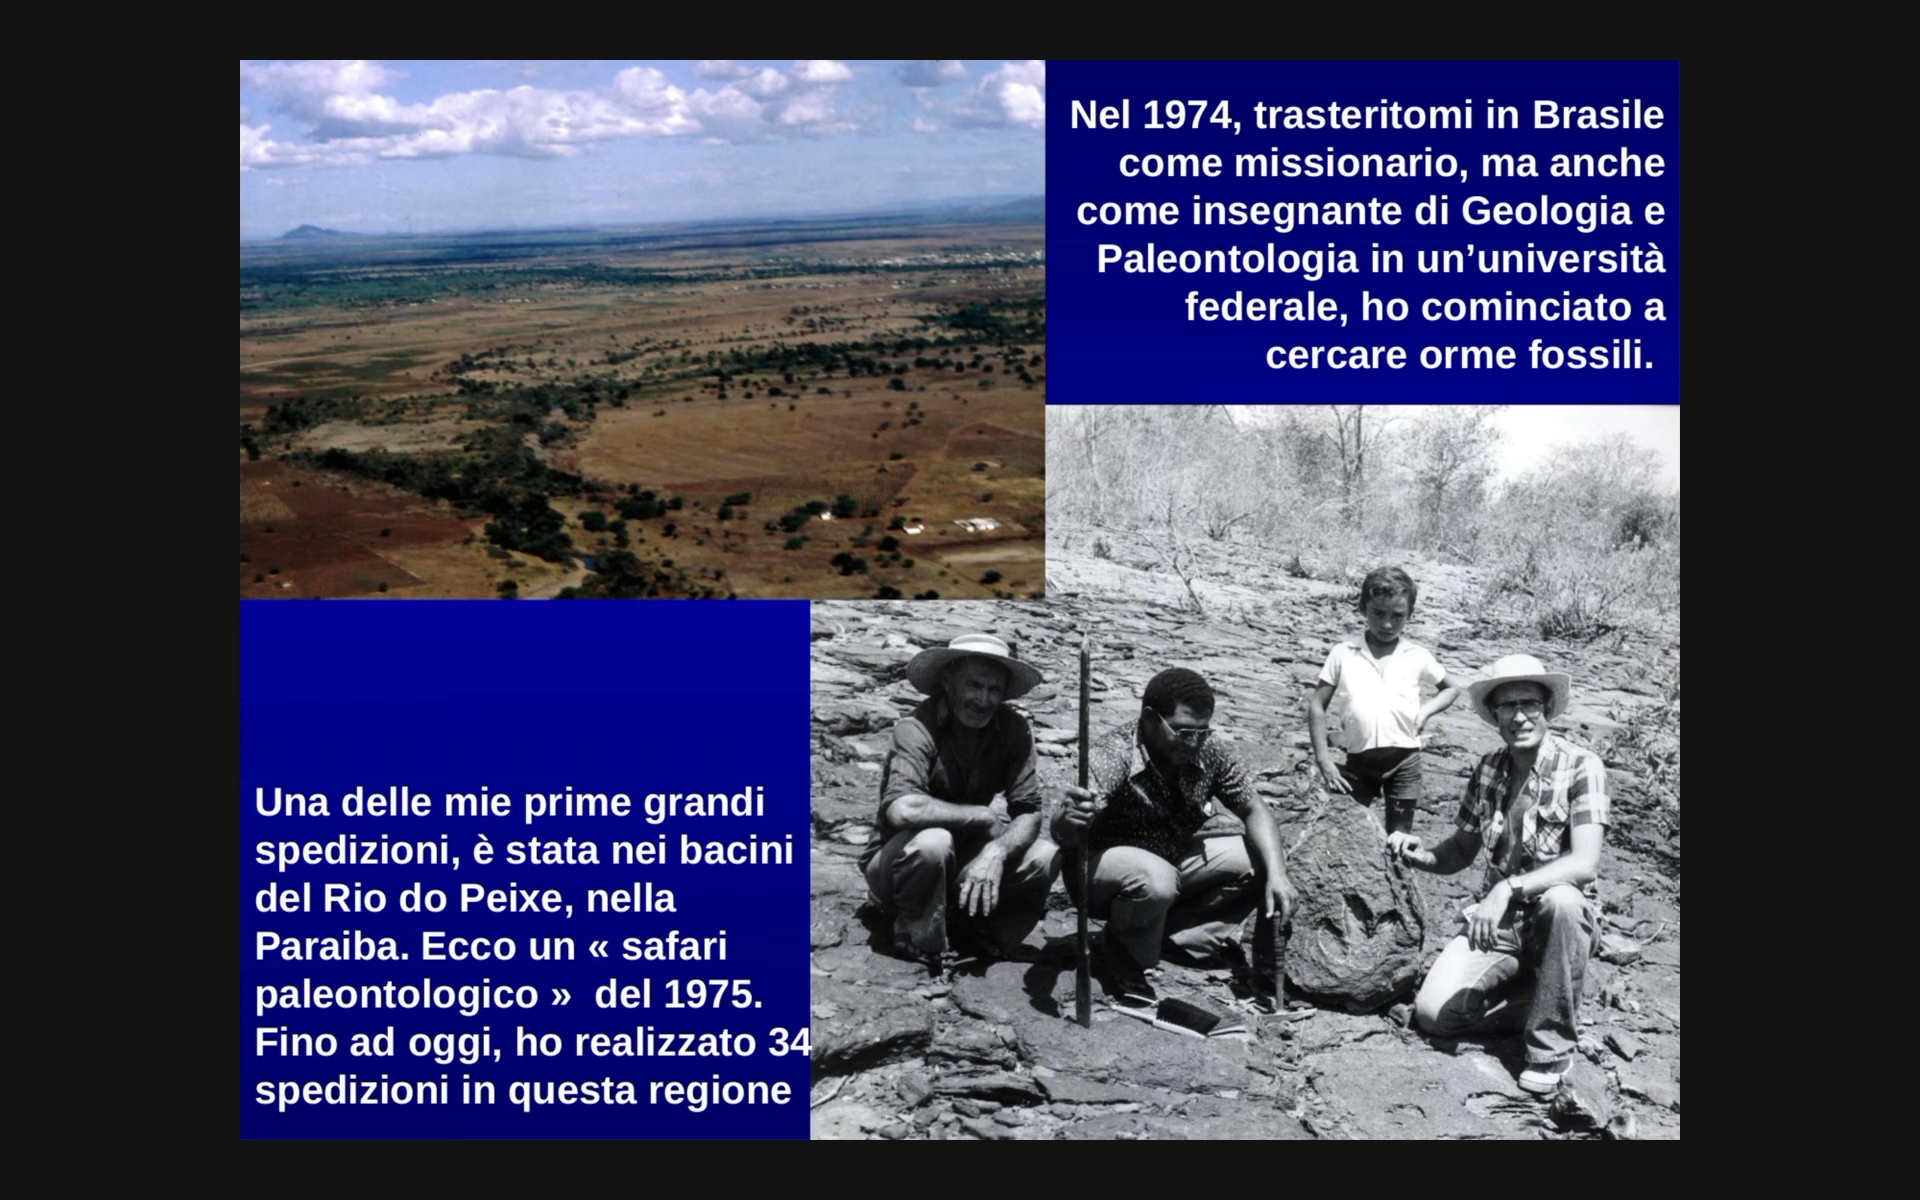 Nel 1974, trasteritomi in Brasile
come missionario, ma anche
come insegnante di Geologia e
Paleontologia in un’università
federale, ho cominciato a
cercare orme fossili.
Una delle mie prime grandi
spedizioni, è stata nei bacini
del Rio do Peixe, nella
Paraiba. Ecco un « safari
paleontologico »  del 1975.
Fino ad oggi, ho realizzato 34
spedizioni in questa regione